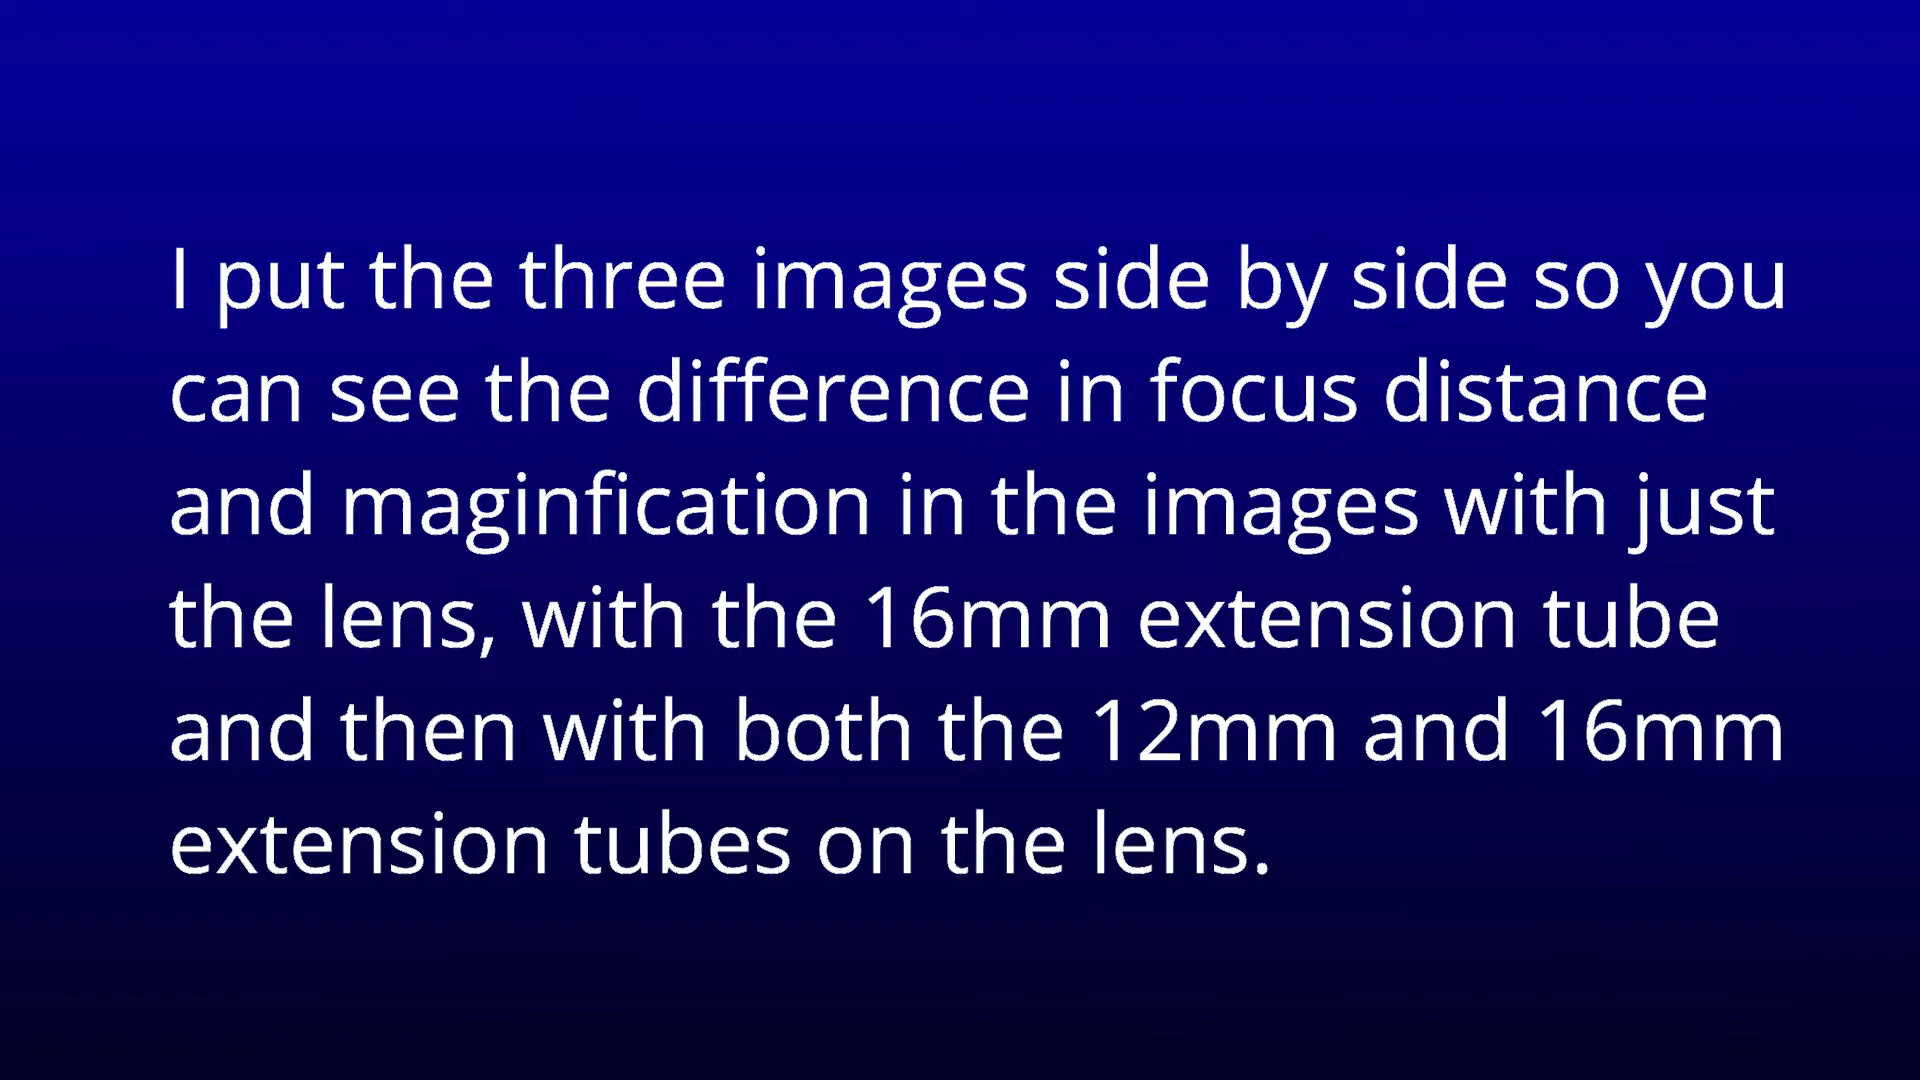 I put the three images side by side so you
can see the difference in focus distance
and maginfication in the images with just
the lens, with the 16mm extension tube
and then with both the 12mm and 16mm
extension tubes on the lens.